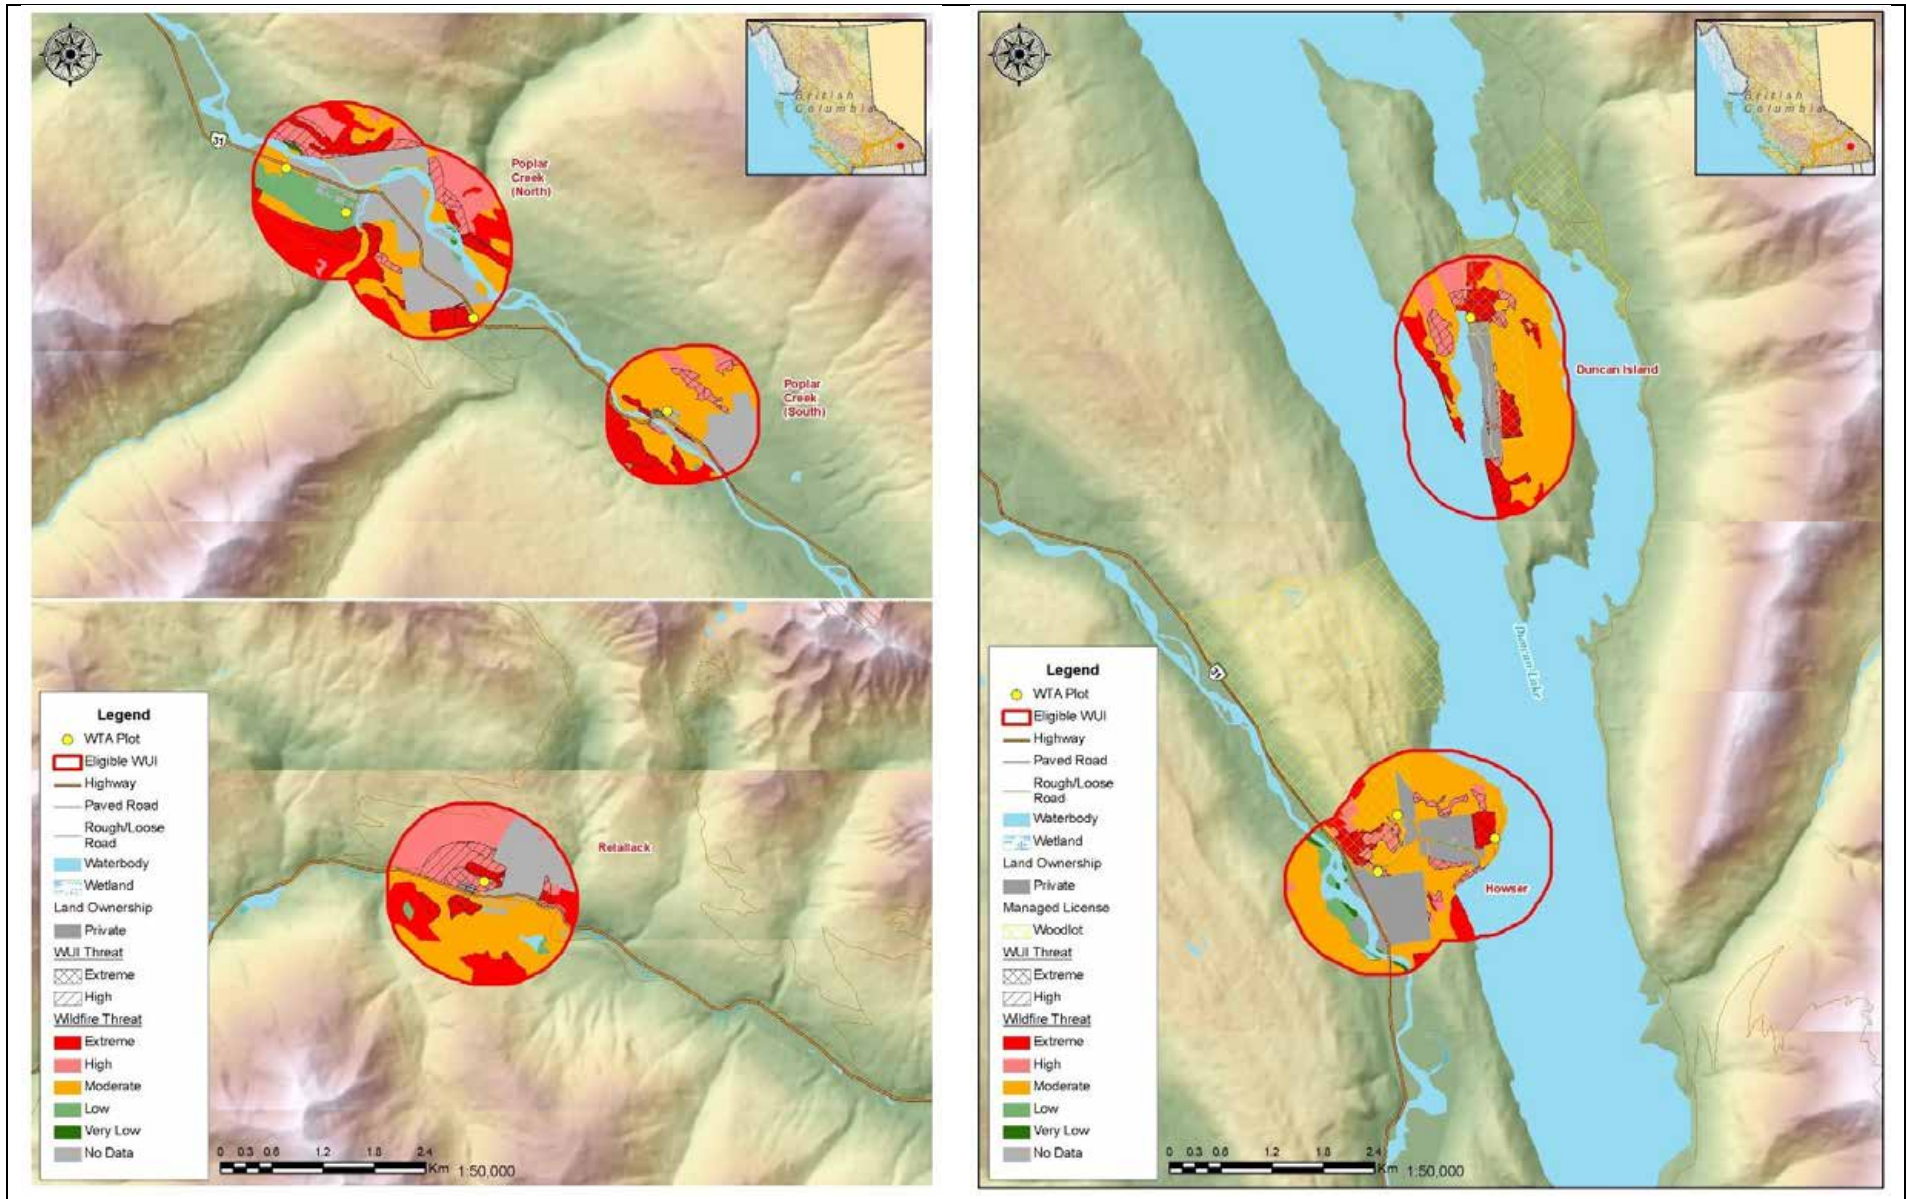 British
Columbia
31
Poplar
Creek
(North)
Poplar
Creek
(South)
Retallack
Legend
WTA Plot
Eligible WUI
Highway
Paved Road
Rough/Loose
Road
Waterbody
Wetland
Land Ownership
Private
WUI Threat
Extreme
High
Wildfire Threat
Extreme
High
Moderate
Low
Very Low
No Data
0 0.3 0.6 1.2 1.8 2.4
Km 1:50,000
British
Columbia
Duncan Island
Duncan Lake
31
Howser
Legend
WTA Plot
Eligible WUI
Highway
Paved Road
Rough/Loose
Road
Waterbody
Wetland
Land Ownership
Private
Managed License
Woodlot
WUI Threat
Extreme
High
Wildfire Threat
Extreme
High
Moderate
Low
Very Low
No Data
0 0.3 0.6 1.2 1.8 2.4
Km 1:50,000